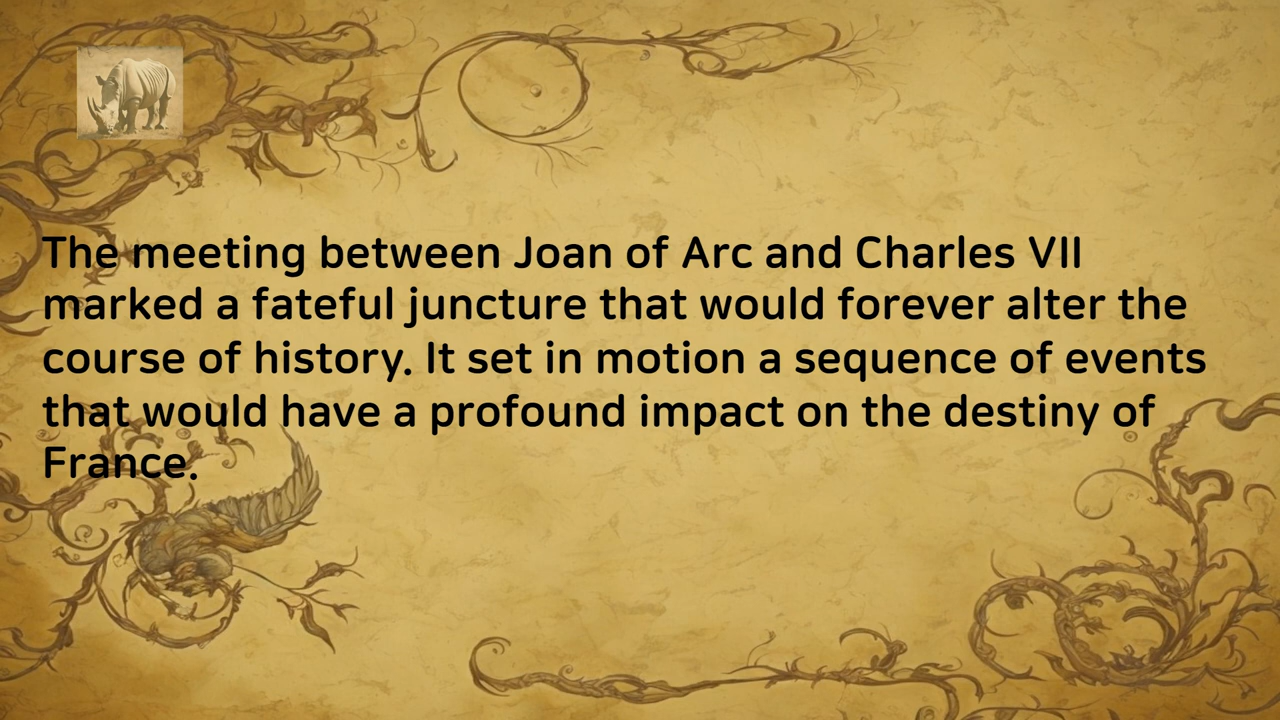 The meeting between Joan of Arc and Charles VII
marked a fateful juncture that would forever alter the
course of history. It set in motion a sequence of events
that would have a profound impact on the destiny of
France.